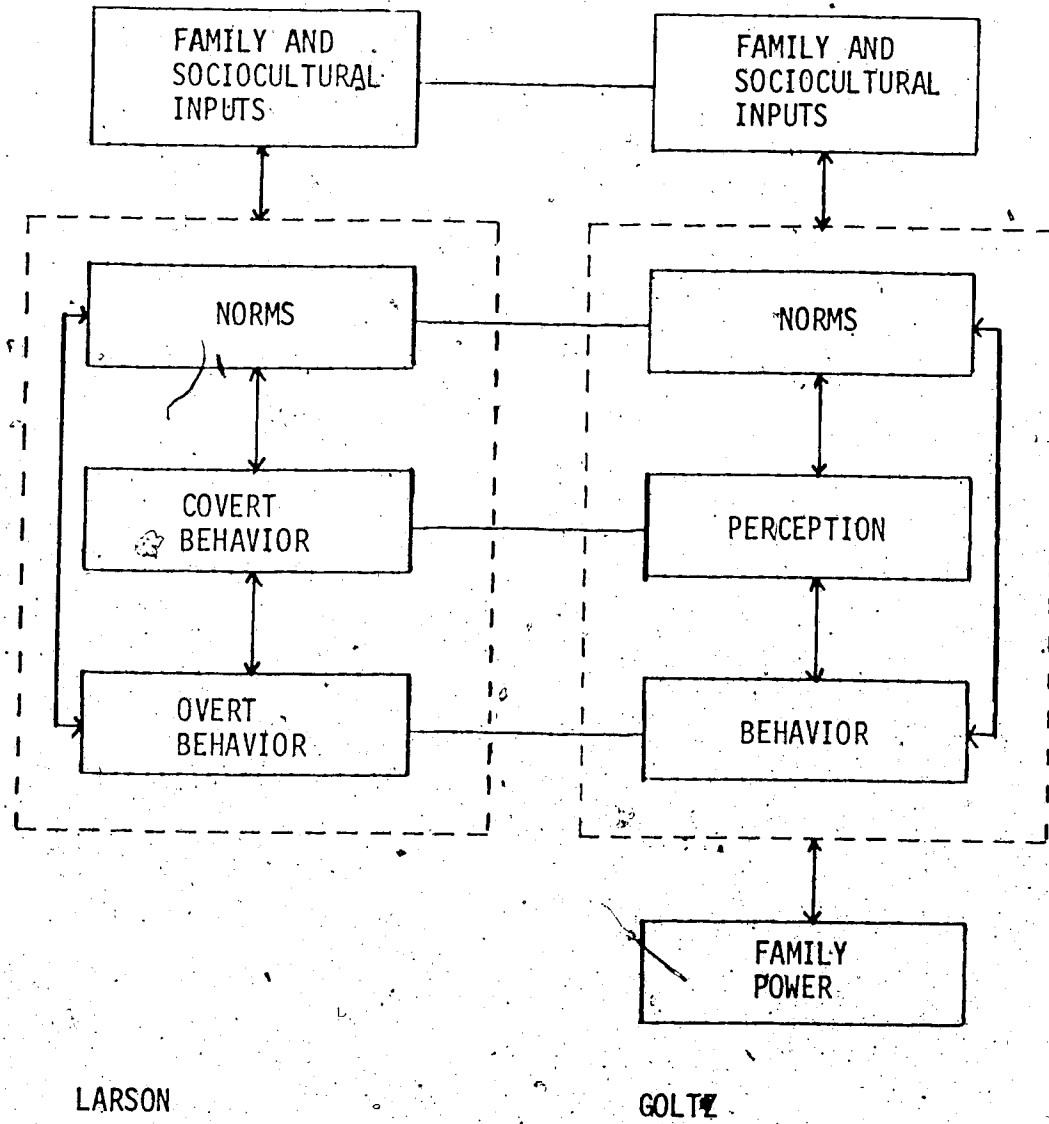 FAMILY AND
SOCIOCULTURAL
INPUTS
FAMILY AND
SOCIOCULTURAL
INPUTS
NORMS
NORMS
COVERT
BEHAVIOR
PERCEPTION
OVERT
BEHAVIOR
BEHAVIOR
FAMILY
POWER
LARSON
GOLTZ